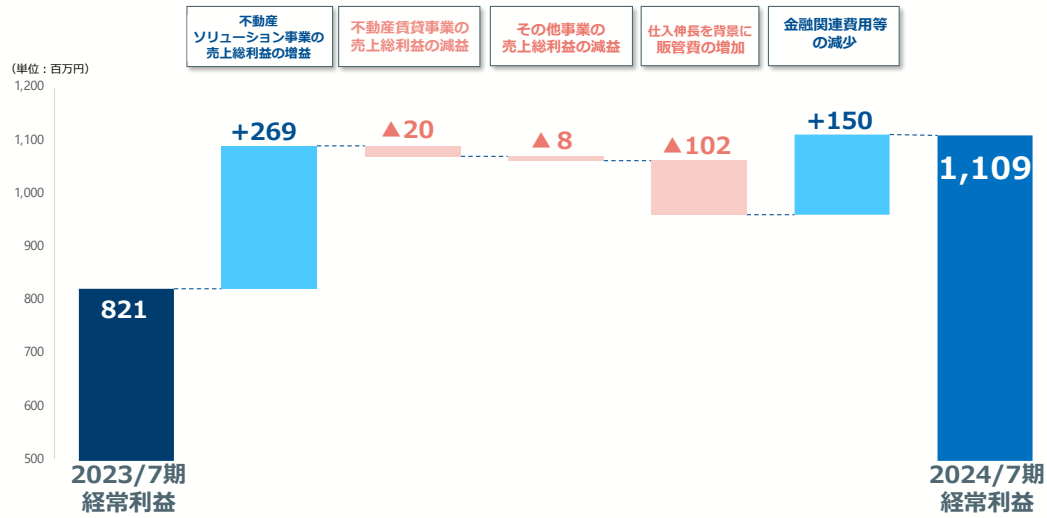 不動産
ソリューション事業の
売上総利益の増益
不動産賃貸事業の
売上総利益の減益
その他事業の
売上総利益の減益
仕入伸長を背景に
販管費の増加
金融関連費用等
の減少
(単位：百万円)
1,200
1,100
1,000
900
800
700
600
500
821
+269
▲20
▲8
▲102
+150
1,109
2023/7期
経常利益
2024/7期
経常利益